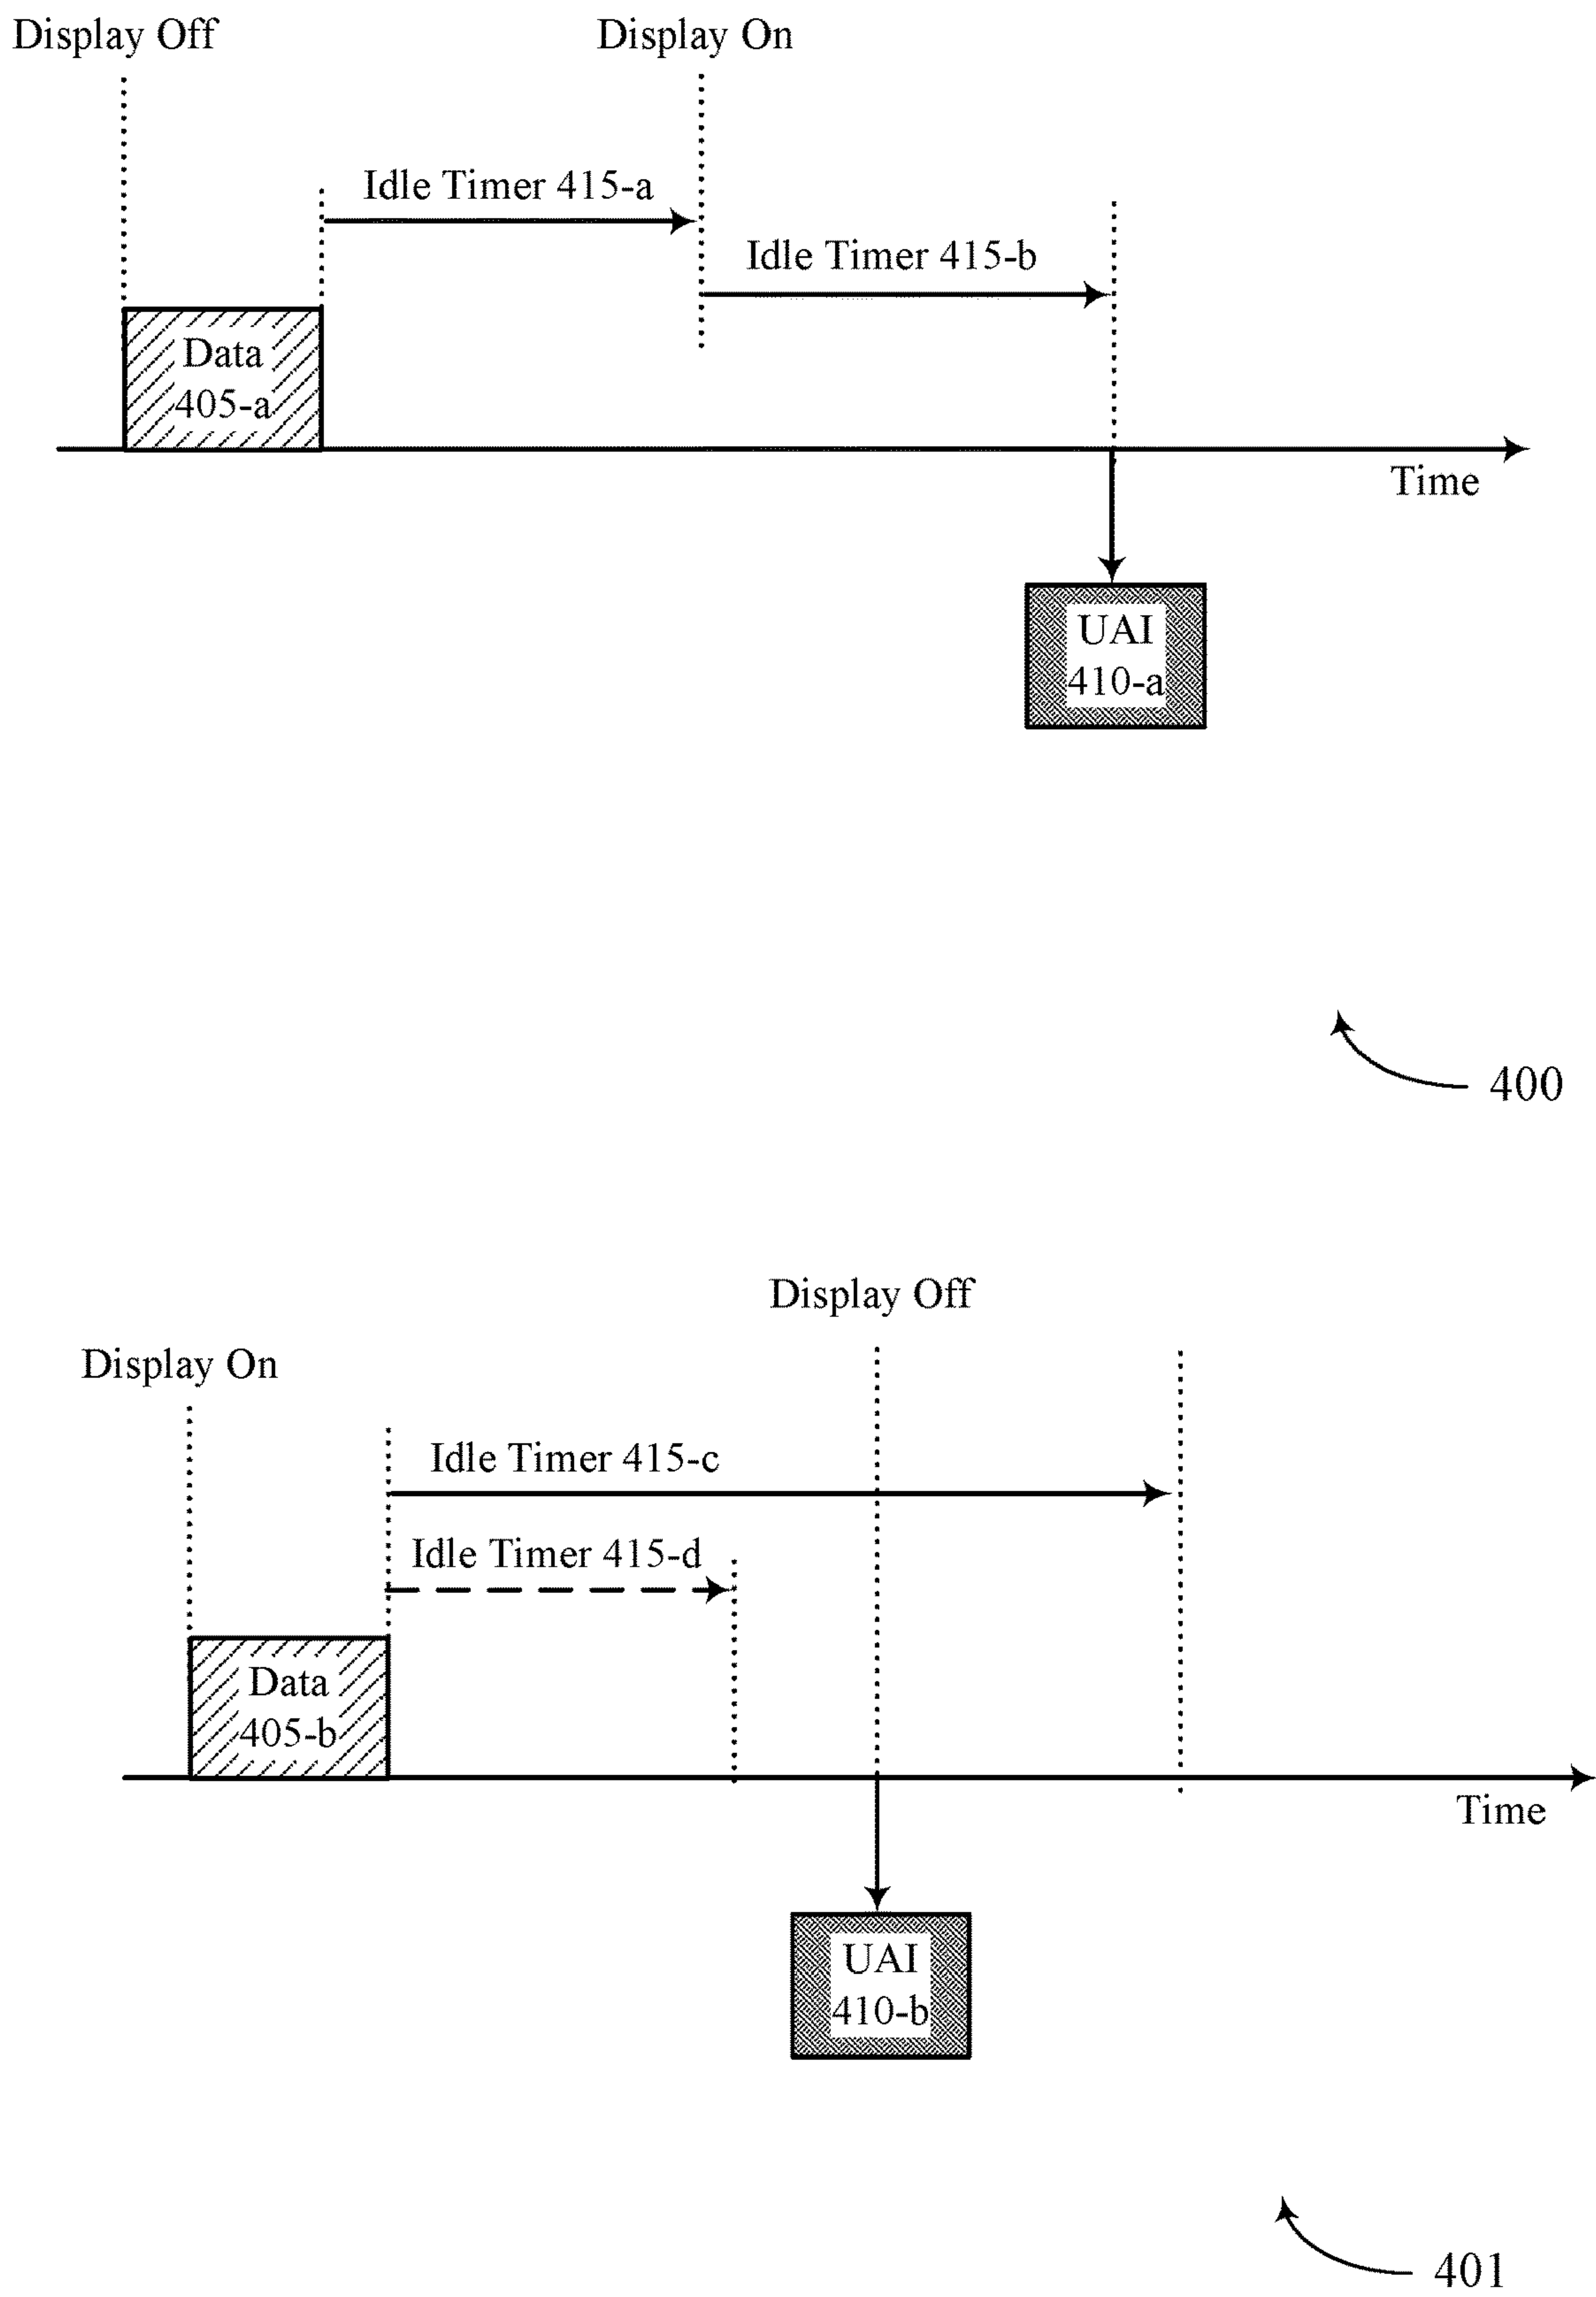 Display Off
Display On
Idle Timer 415-a
Idle Timer 415-b
Data
405-a
Time
UAI
410-a
400
Display Off
Display On
Idle Timer 415-c
Idle Timer 415-d
Data
405-b
Time
UAI
410-b
401